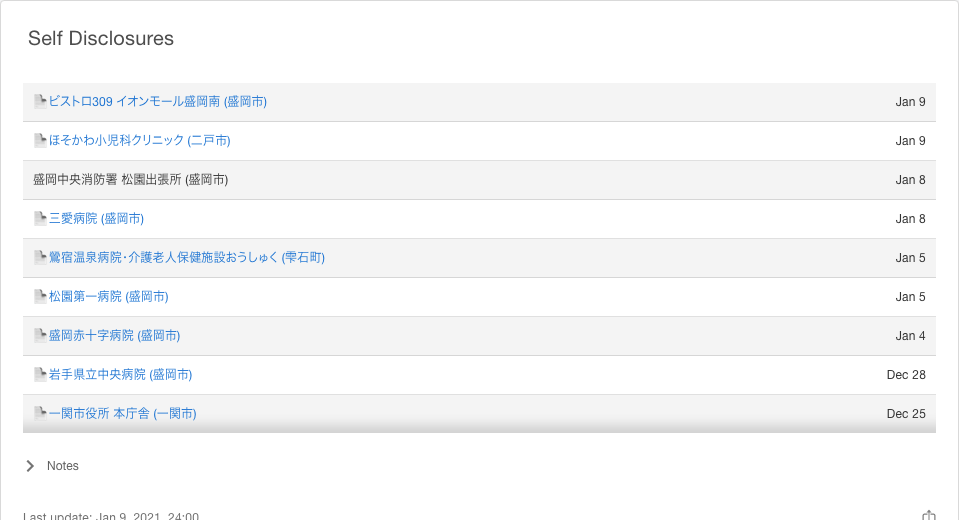 Self Disclosures
ビストロ309 イオンモール盛岡南 (盛岡市) Jan 9
ほそかわ小児科クリニック (二戸市) Jan 9
盛岡中央消防署 松園出張所 (盛岡市) Jan 8
三愛病院 (盛岡市) Jan 8
鶯宿温泉病院・介護老人保健施設おうしゅく (雫石町) Jan 5
松園第一病院 (盛岡市) Jan 5
盛岡赤十字病院 (盛岡市) Jan 4
岩手県立中央病院 (盛岡市) Dec 28
一関市役所 本庁舎 (一関市) Dec 25
Notes
Last update: Jan 9, 2021, 24:00